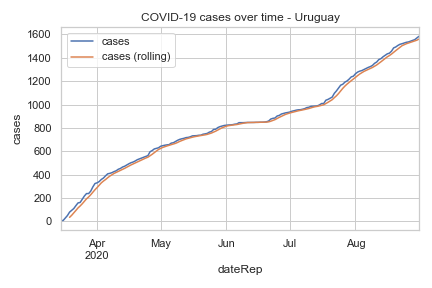 COVID-19 cases over time - Uruguay
cases
cases (rolling)
cases
1600
1400
1200
1000
800
600
400
200
0
Apr
2020
May
Jun
Jul
Aug
dateRep